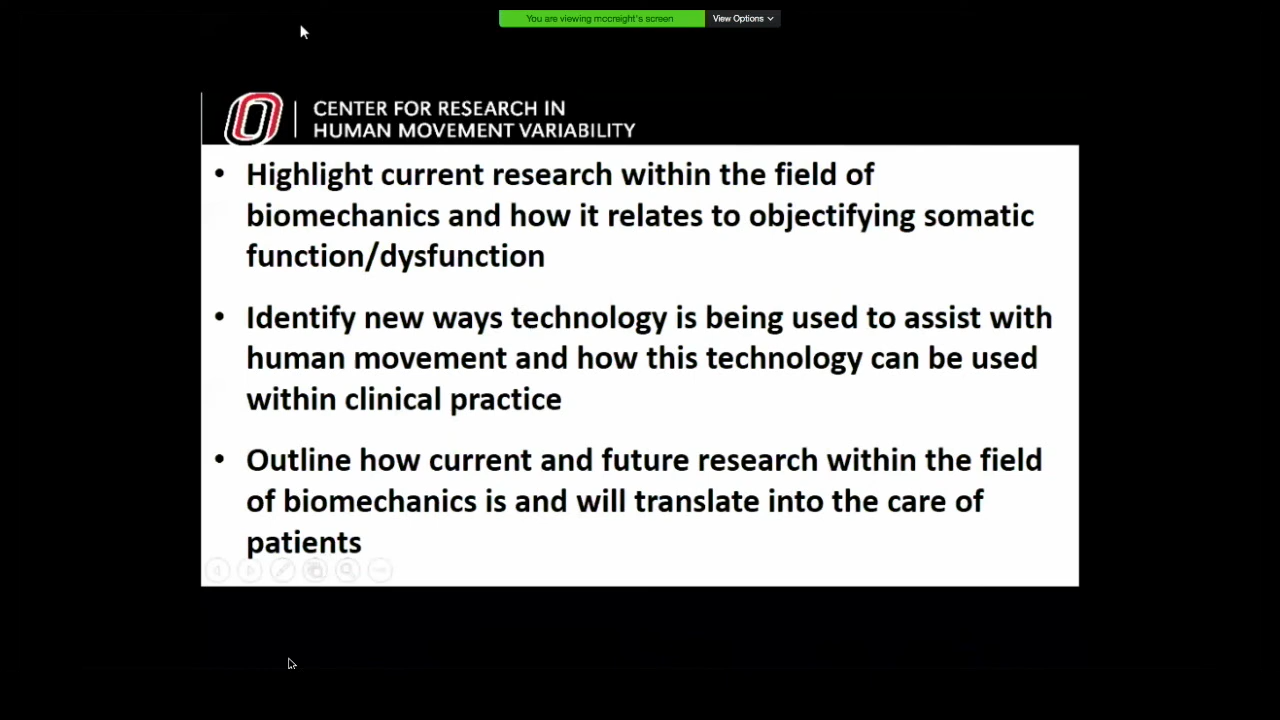 You are viewing mccreight's screen
View Options
CENTER FOR RESEARCH IN
HUMAN MOVEMENT VARIABILITY
• Highlight current research within the field of
biomechanics and how it relates to objectifying somatic
function/dysfunction
• Identify new ways technology is being used to assist with
human movement and how this technology can be used
within clinical practice
• Outline how current and future research within the field
of biomechanics is and will translate into the care of
patients